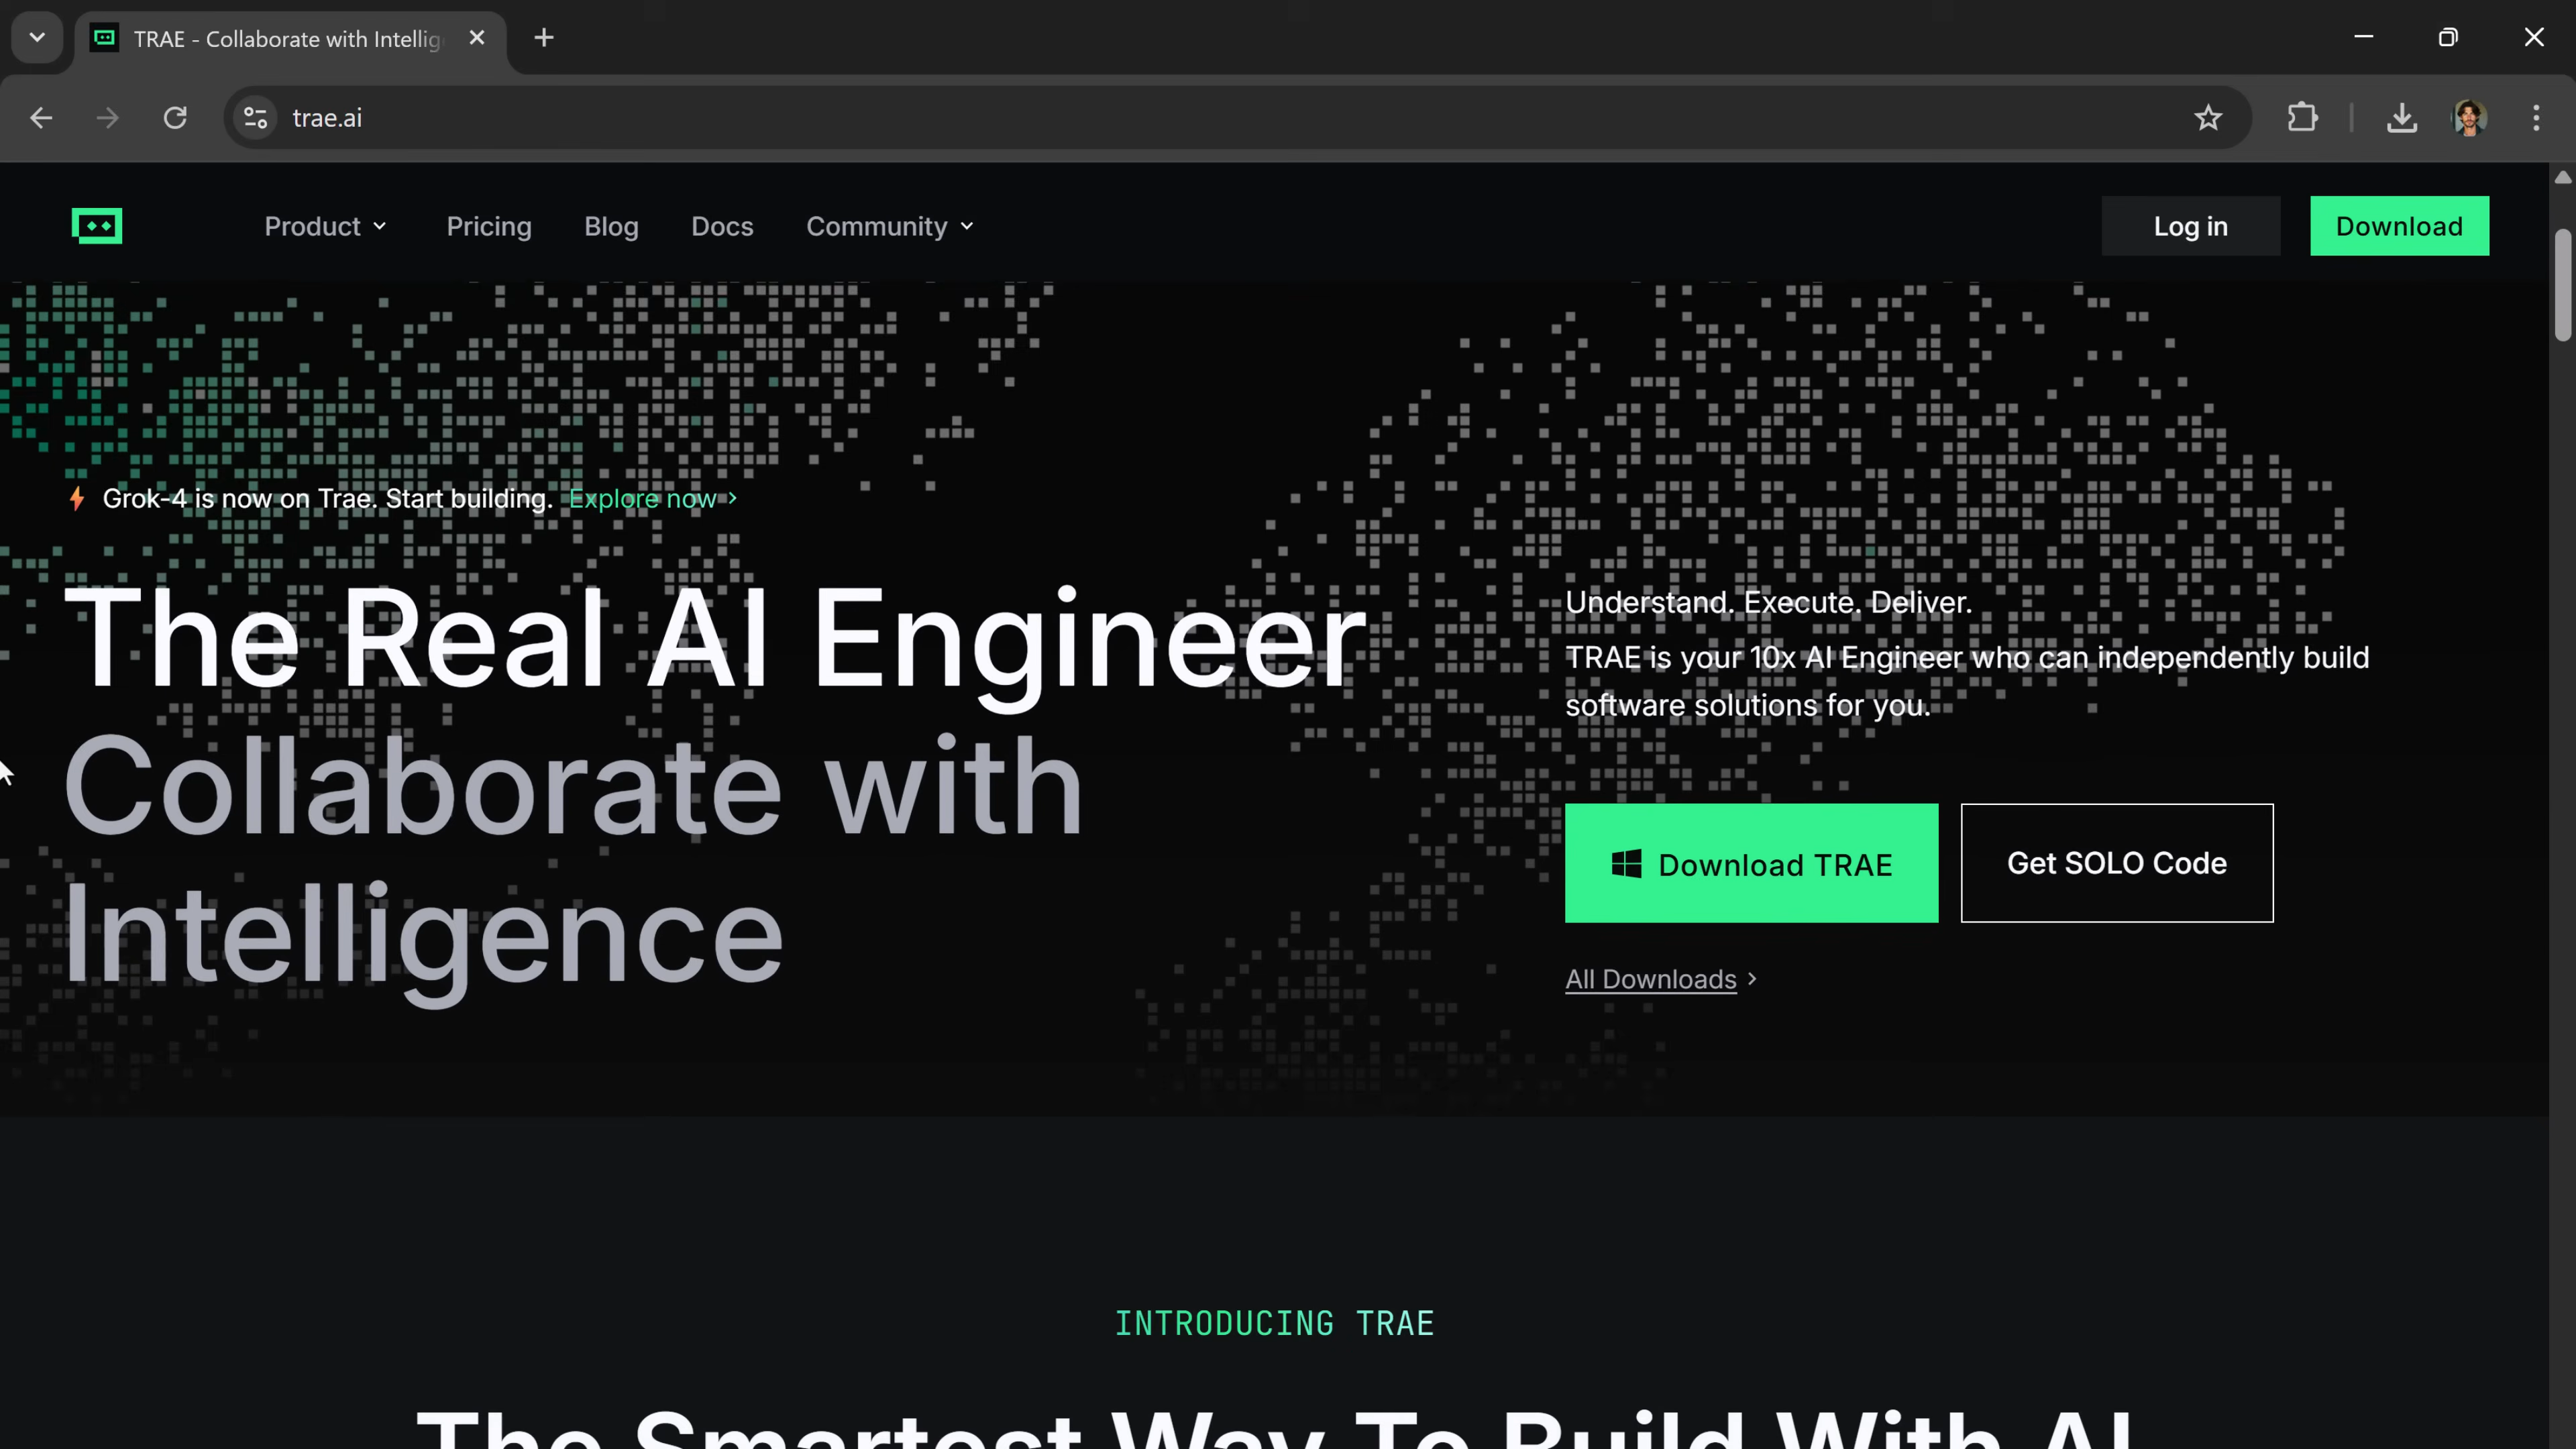 TRAE - Collaborate with Intellig
trae.ai
Product
Pricing
Blog
Docs
Community
Log in
Download
Grok-4 is now on Trae. Start building. Explore now
The Real AI Engineer
Collaborate with
Intelligence
Understand. Execute. Deliver.
TRAE is your 10x AI Engineer who can independently build
software solutions for you.
Download TRAE
Get SOLO Code
All Downloads
INTRODUCING TRAE
The Smartest Way To Build With AI